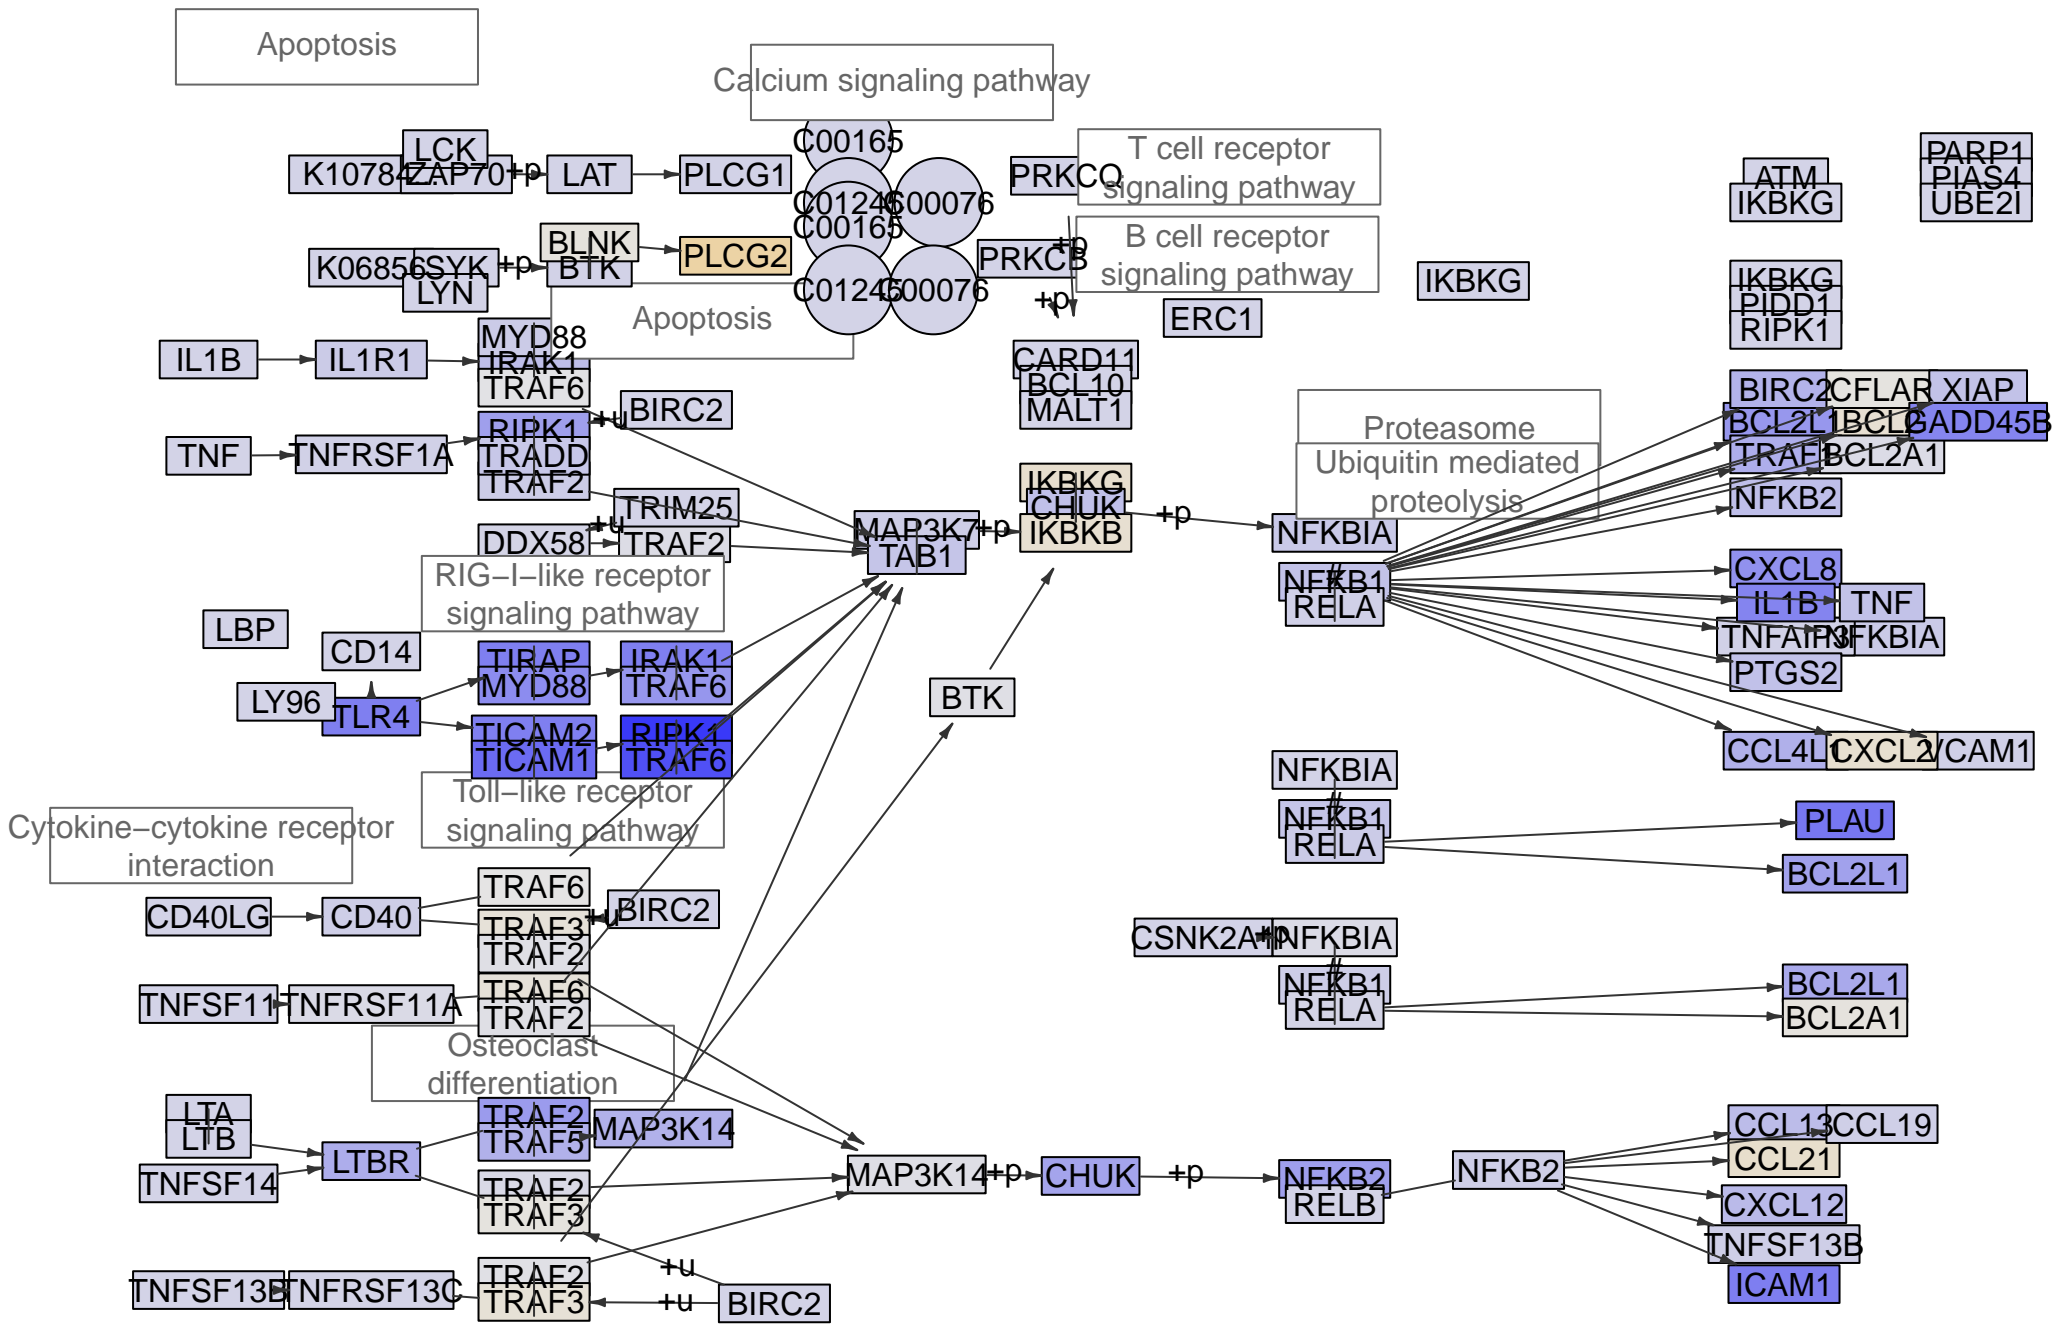 Apoptosis
Calcium signaling pathway
C00165
T cell receptor
signaling pathway
PARP1
PIAS4
UBE2I
LCK
K10784
ZAP70
+p
LAT
PLCG1
C01246
C00076
C00165
PRKCQ
ATM
IKBKG
BLNK
BTK
PLCG2
K06856
SYK
+p
LYN
PRKCB
+p
B cell receptor
signaling pathway
C01246
C00076
+p
IKBKG
ERC1
IKBKG
PIDD1
RIPK1
Apoptosis
MYD88
IRAK1
TRAF6
IL1B
IL1R1
CARD11
BCL10
MALT1
BIRC2
CFLAR
XIAP
BCL2L1
BCL2
GADD45B
TRAF1
BCL2A1
NFKB2
BIRC2
+u
RIPK1
TRADD
TRAF2
TNF
TNFRSF1A
Proteasome
Ubiquitin mediated
proteolysis
IKBKG
CHUK
IKBKB
+p
TRIM25
+u
DDX58
TRAF2
MAP3K7
+p
TAB1
NFKBIA
#
NFKB1
RELA
CXCL8
IL1B
TNF
TNFAIP3
NFKBIA
PTGS2
RIG−I−like receptor
signaling pathway
LBP
CD14
LY96
TLR4
TIRAP
MYD88
IRAK1
TRAF6
BTK
TICAM2
TICAM1
RIPK1
TRAF6
CCL4L1
CXCL2
VCAM1
Toll−like receptor
signaling pathway
NFKBIA
#
NFKB1
RELA
PLAU
BCL2L1
Cytokine−cytokine receptor
interaction
TRAF6
CD40LG
CD40
TRAF3
+u
BIRC2
TRAF2
CSNK2A1
+p
NFKBIA
#
NFKB1
RELA
BCL2L1
BCL2A1
TNFSF11
TNFRSF11A
TRAF6
TRAF2
Osteoclast
differentiation
LTA
LTB
TRAF2
TRAF5
MAP3K14
LTBR
TNFSF14
TRAF2
TRAF3
MAP3K14
+p
CHUK
+p
NFKB2
RELB
NFKB2
CCL13
CCL19
CCL21
CXCL12
TNFSF13B
ICAM1
TNFSF13B
TNFRSF13C
TRAF2
TRAF3
+u
+u
BIRC2